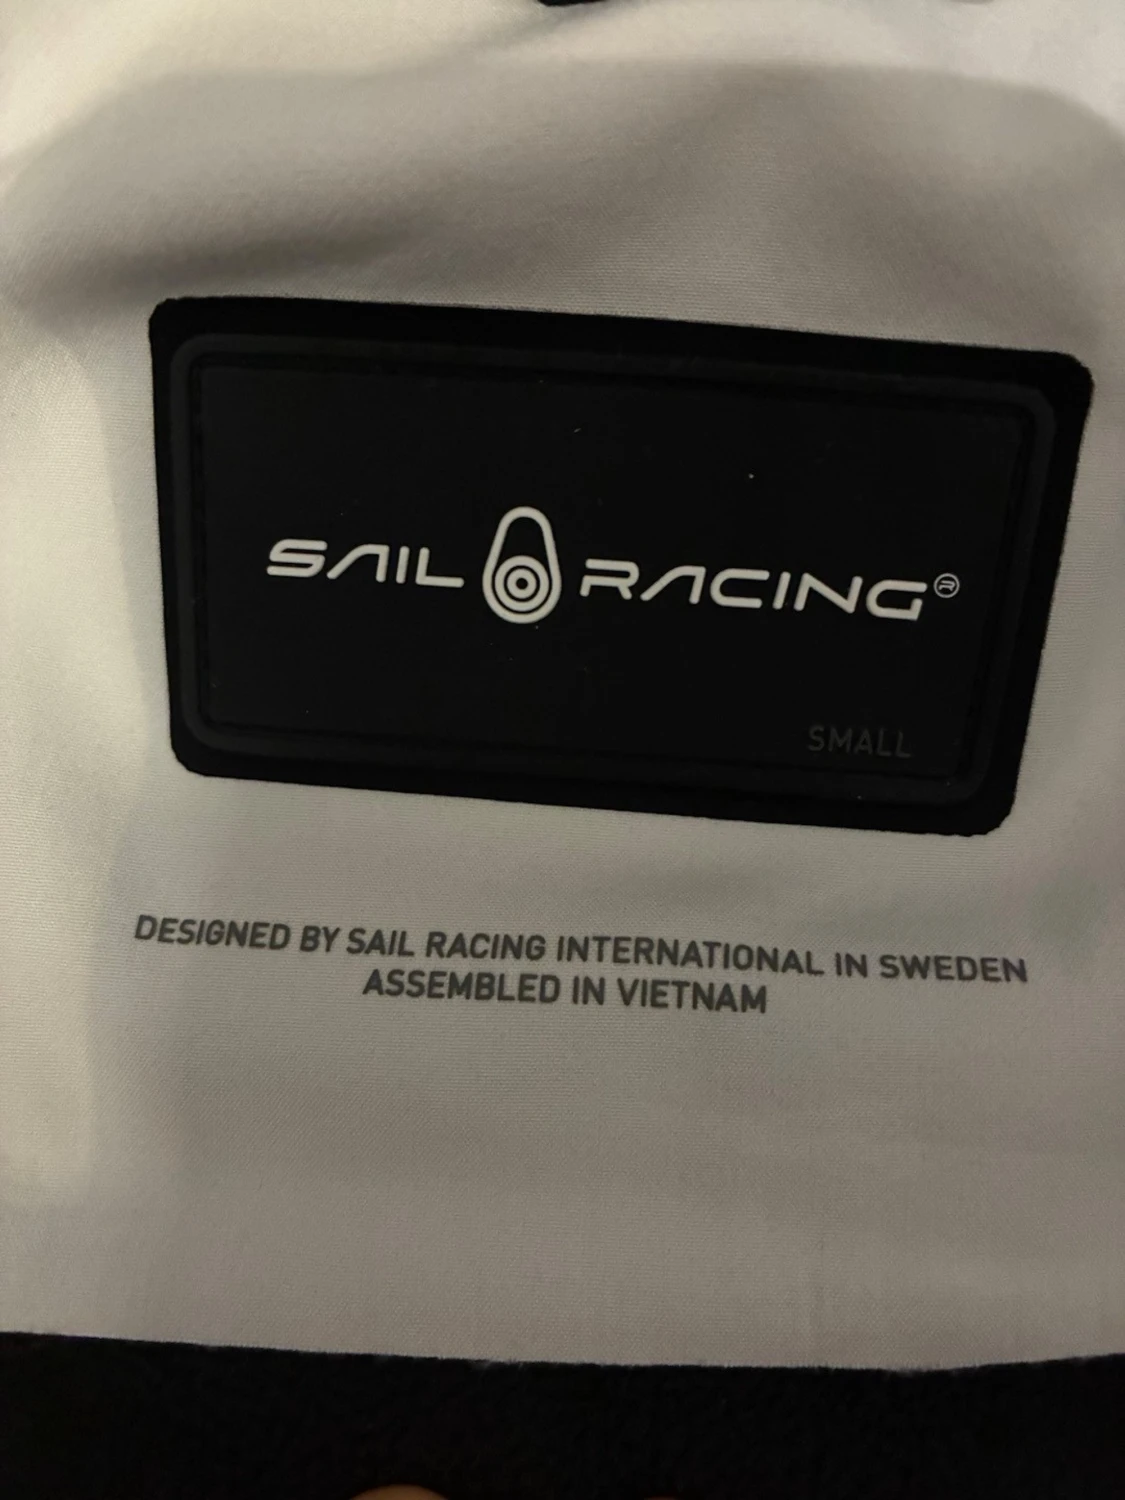 SAIL RACING®
SMALL
DESIGNED BY SAIL RACING INTERNATIONAL IN SWEDEN
ASSEMBLED IN VIETNAM